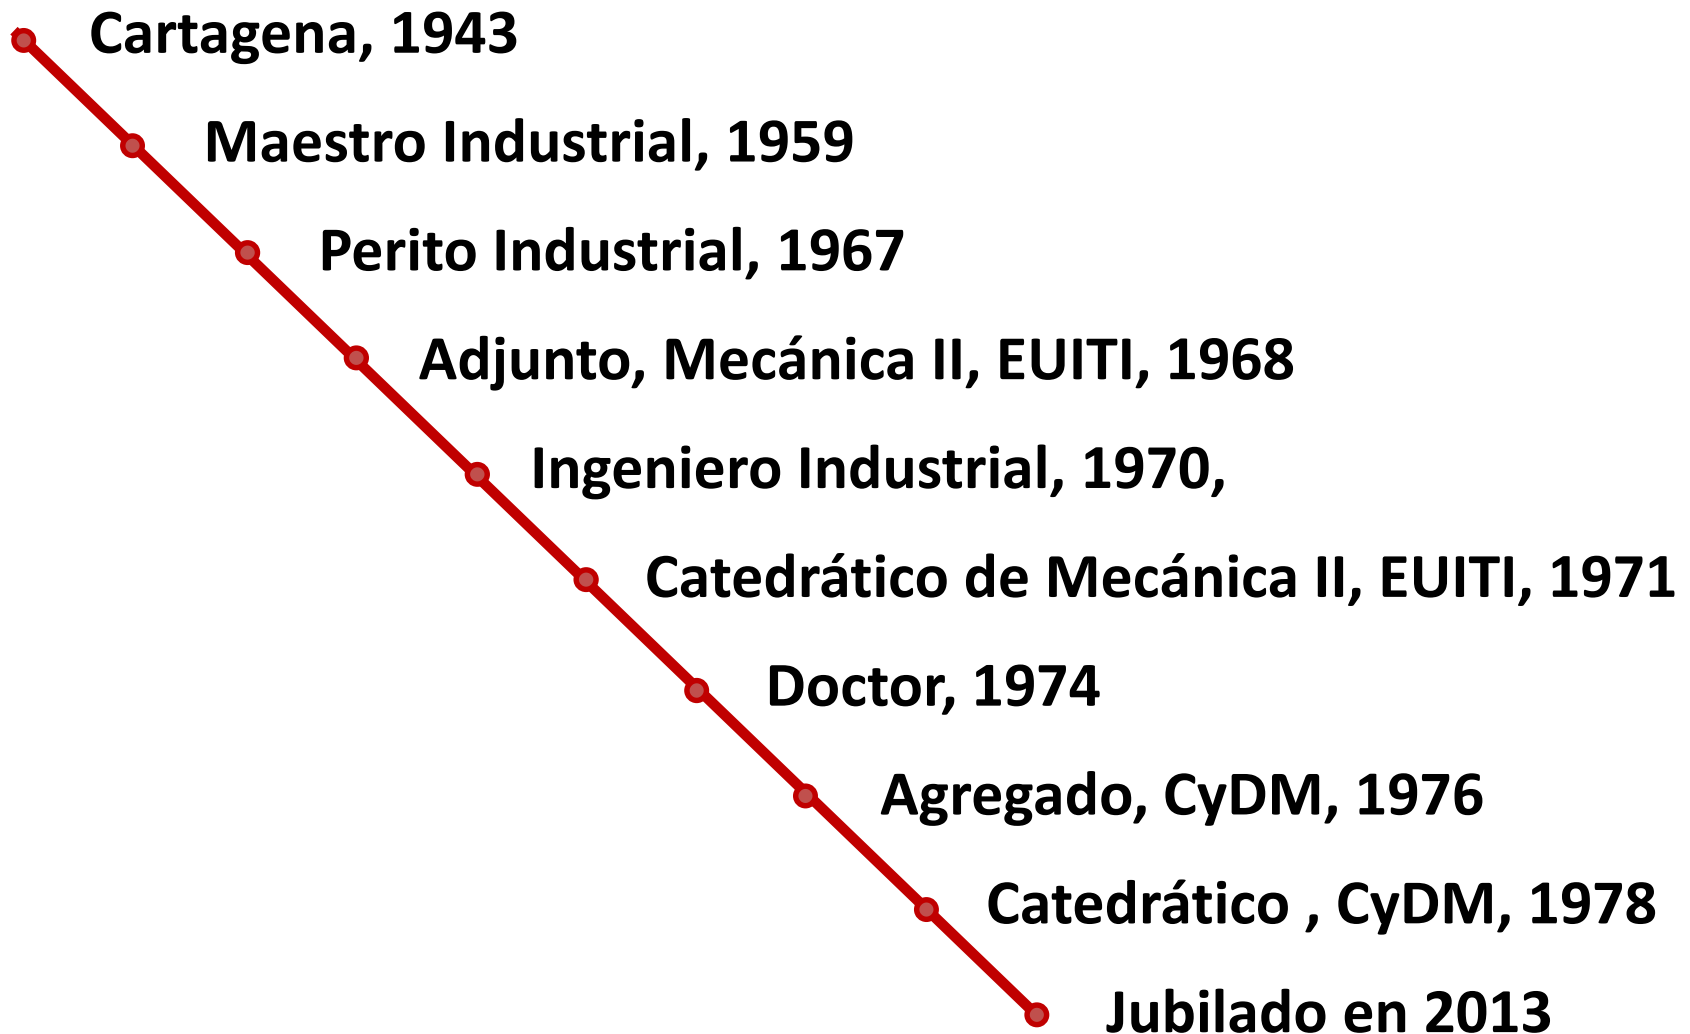 Cartagena, 1943
Maestro Industrial, 1959
Perito Industrial, 1967
Adjunto, Mecánica II, EUITI, 1968
Ingeniero Industrial, 1970,
Catedrático de Mecánica II, EUITI, 1971
Doctor, 1974
Agregado, CyDM, 1976
Catedrático , CyDM, 1978
Jubilado en 2013